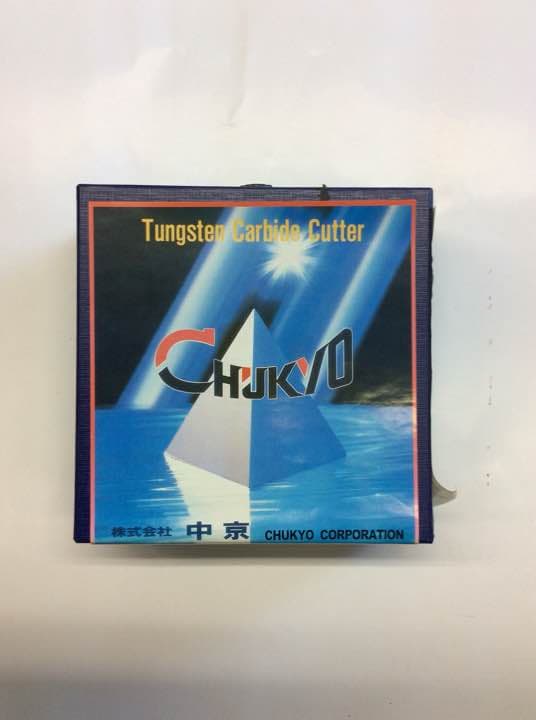 Tungsten Carbide Cutter
CHUKYO
株式会社 中京 CHUKYO CORPORATION